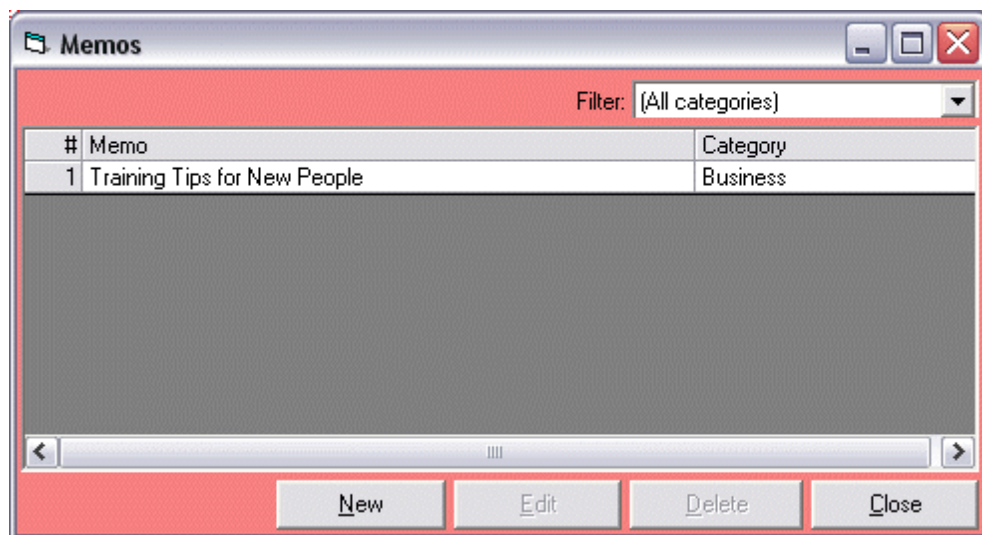 Memos
Filter: (All categories)
# Memo Category
1 Training Tips for New People Business
New Edit Delete Close